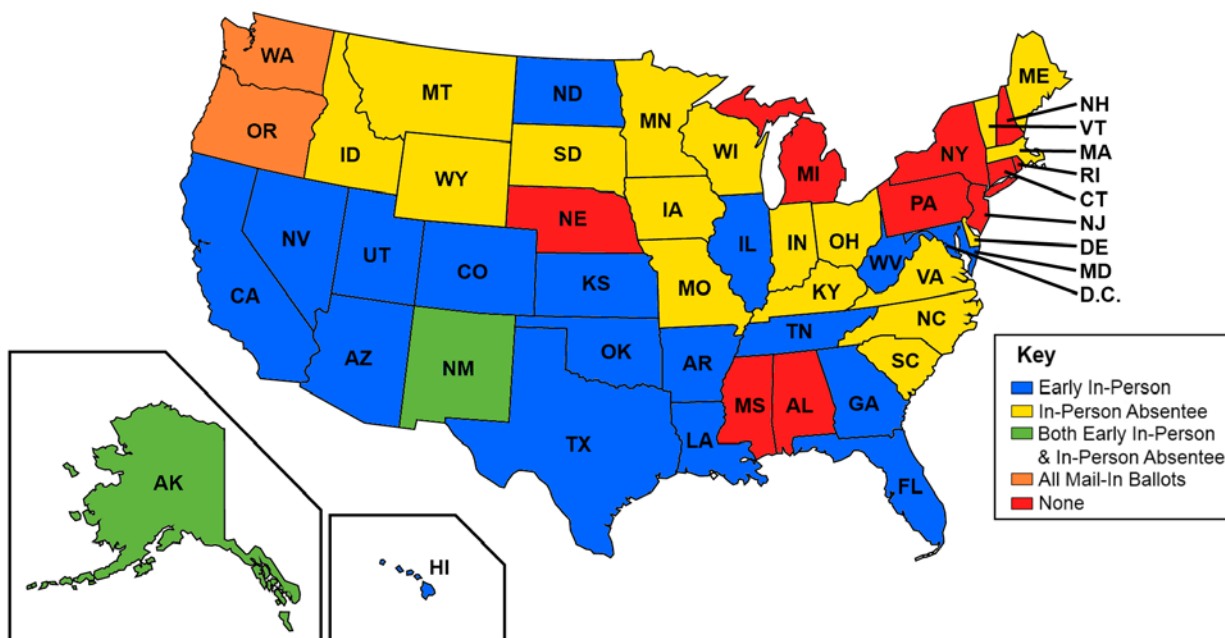 WA
MT
ND
MN
ME
OR
ID
WY
SD
WI
MI
NY
NH
VT
MA
RI
CT
NJ
DE
MD
D.C.
NE
IA
PA
NV
UT
CO
IL
IN
OH
WV
VA
CA
KS
MO
KY
AZ
NM
OK
AR
TN
NC
SC
MS
AL
GA
TX
LA
FL
AK
HI
Key
Early In-Person
In-Person Absentee
Both Early In-Person
& In-Person Absentee
All Mail-In Ballots
None